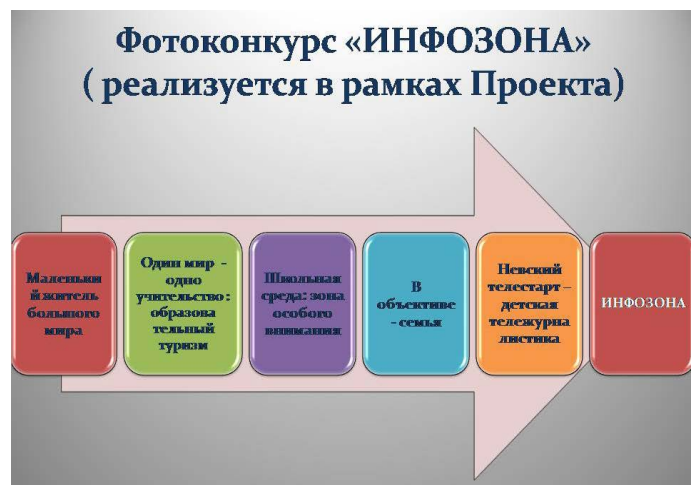 Фотоконкурс «ИНФОЗОНА»
( реализуется в рамках Проекта)
Маленьки
й житель
большого
мира
Один мир -
одно
учительство :
образова
тельный
туризм
Школьная
среда: зона
особого
внимания
В
объективе
- семья
Невский
телестарт –
детская
тележурна
листика
ИНФОЗОНА